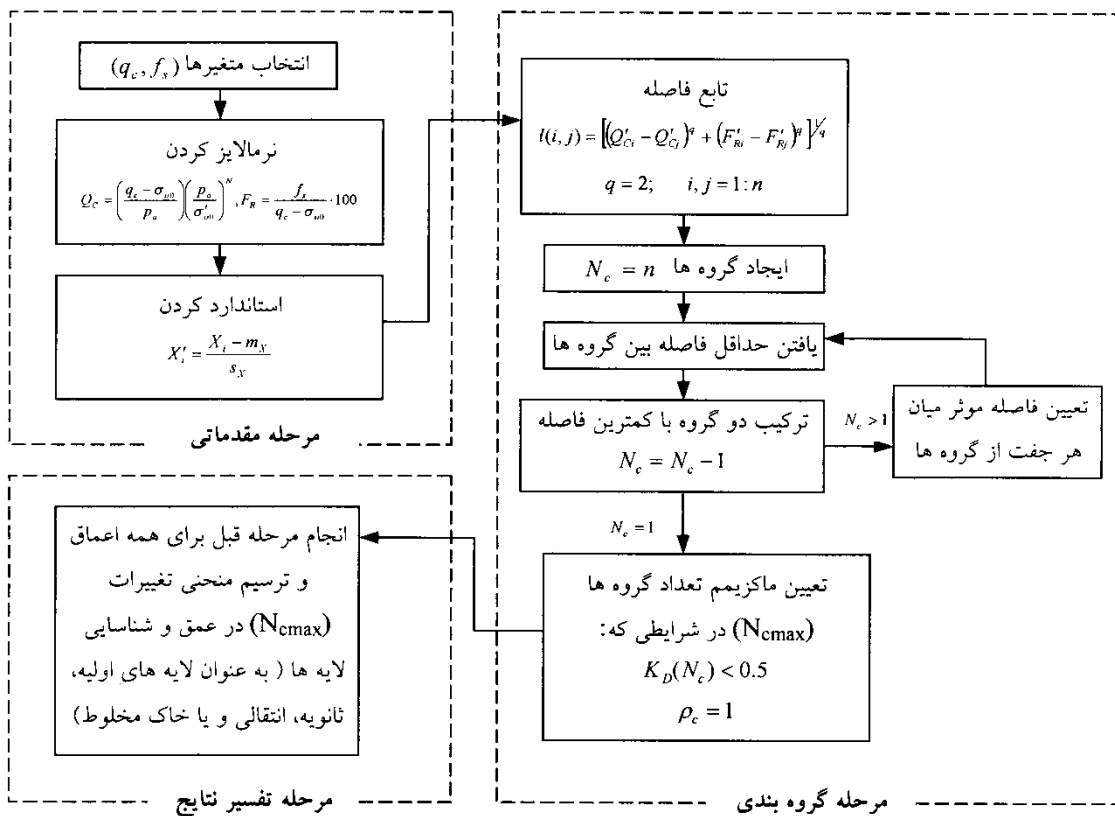 انتخاب متغیرها (q_c, f_s)
نرمالایز کردن
Q_C = ((q_c − σ_v0) / p_a) (p_a / σ'_v0)^N, F_R = f_s / (q_c − σ_v0) · 100
استاندارد کردن
X'_i = (X_i − m_X) / s_X
مرحله مقدماتی
تابع فاصله
l(i, j) = [(Q'_Ci − Q'_Cj)^q + (F'_Ri − F'_Rj)^q]^1/q
q = 2; i, j = 1: n
ایجاد گروه ها N_c = n
یافتن حداقل فاصله بین گروه ها
ترکیب دو گروه با کمترین فاصله
N_c = N_c − 1
N_c >1
تعیین فاصله موثر میان
هر جفت از گروه ها
N_c =1
تعیین ماکزیمم تعداد گروه ها
(N_cmax) در شرایطی که:
K_D(N_c) < 0.5
ρ_c = 1
مرحله گروه بندی
انجام مرحله قبل برای همه اعماق
و ترسیم منحنی تغییرات
(N_cmax) در عمق و شناسایی
لایه ها ( به عنوان لایه های اولیه،
ثانویه، انتقالی و یا خاک مخلوط)
مرحله تفسیر نتایج